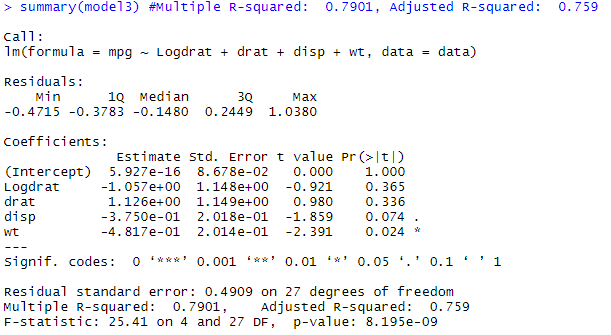 > summary(model3) #Multiple R-squared:  0.7901, Adjusted R-squared:  0.759
Call:
lm(formula = mpg ~ Logdrat + drat + disp + wt, data = data)
Residuals:
    Min      1Q  Median      3Q     Max
-0.4715 -0.3783 -0.1480  0.2449  1.0380
Coefficients:
              Estimate Std. Error t value Pr(>|t|)
(Intercept)  5.927e-16  8.678e-02   0.000    1.000
Logdrat     -1.057e+00  1.148e+00  -0.921    0.365
drat         1.126e+00  1.149e+00   0.980    0.336
disp        -3.750e-01  2.018e-01  -1.859    0.074 .
wt          -4.817e-01  2.014e-01  -2.391    0.024 *
---
Signif. codes:  0 ‘***’ 0.001 ‘**’ 0.01 ‘*’ 0.05 ‘.’ 0.1 ‘ ’ 1
Residual standard error: 0.4909 on 27 degrees of freedom
Multiple R-squared:  0.7901,    Adjusted R-squared:  0.759
F-statistic: 25.41 on 4 and 27 DF,  p-value: 8.195e-09